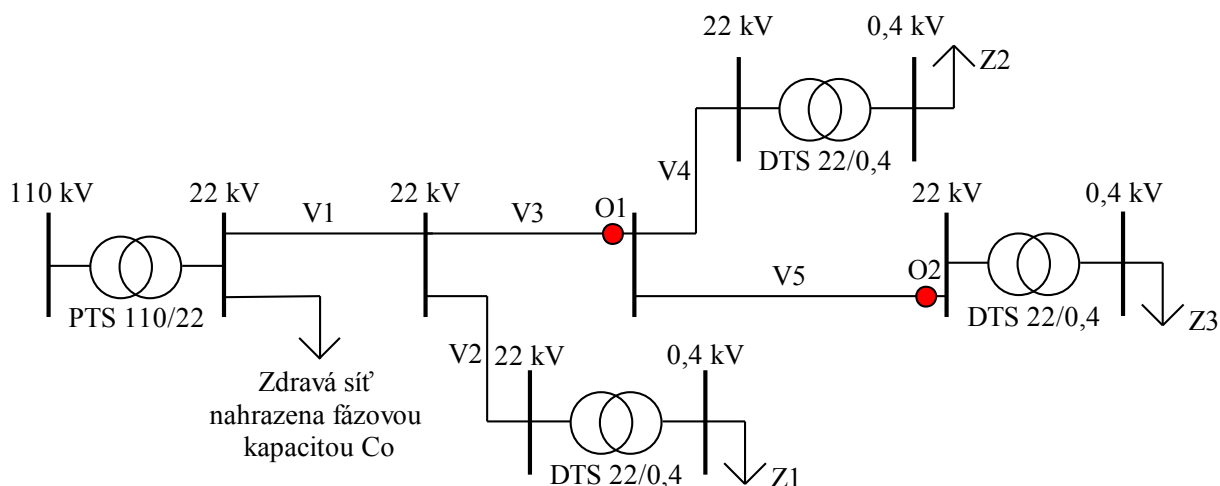 22 kV
0,4 kV
Z2
DTS 22/0,4
V4
110 kV
22 kV
22 kV
V1
V3
O1
22 kV
0,4 kV
O2
V5
PTS 110/22
DTS 22/0,4
Z3
V2
22 kV
0,4 kV
Zdravá síť
nahrazena fázovou
kapacitou Co
DTS 22/0,4
Z1